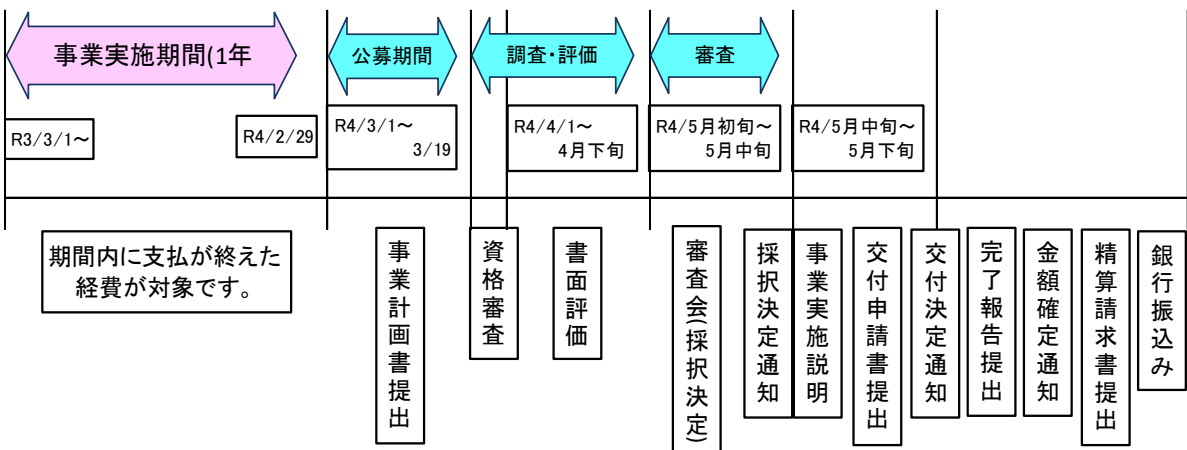 事業実施期間(1年
公募期間
調査・評価
審査
R3/3/1～
R4/2/29
R4/3/1～
3/19
R4/4/1～
4月下旬
R4/5月初旬～
5月中旬
R4/5月中旬～
5月下旬
期間内に支払が終えた
経費が対象です。
事業計画書提出
資格審査
書面評価
審査会(採択決定)
採択決定通知
事業実施説明
交付申請書提出
交付決定通知
完了報告提出
金額確定通知
精算請求書提出
銀行振込み